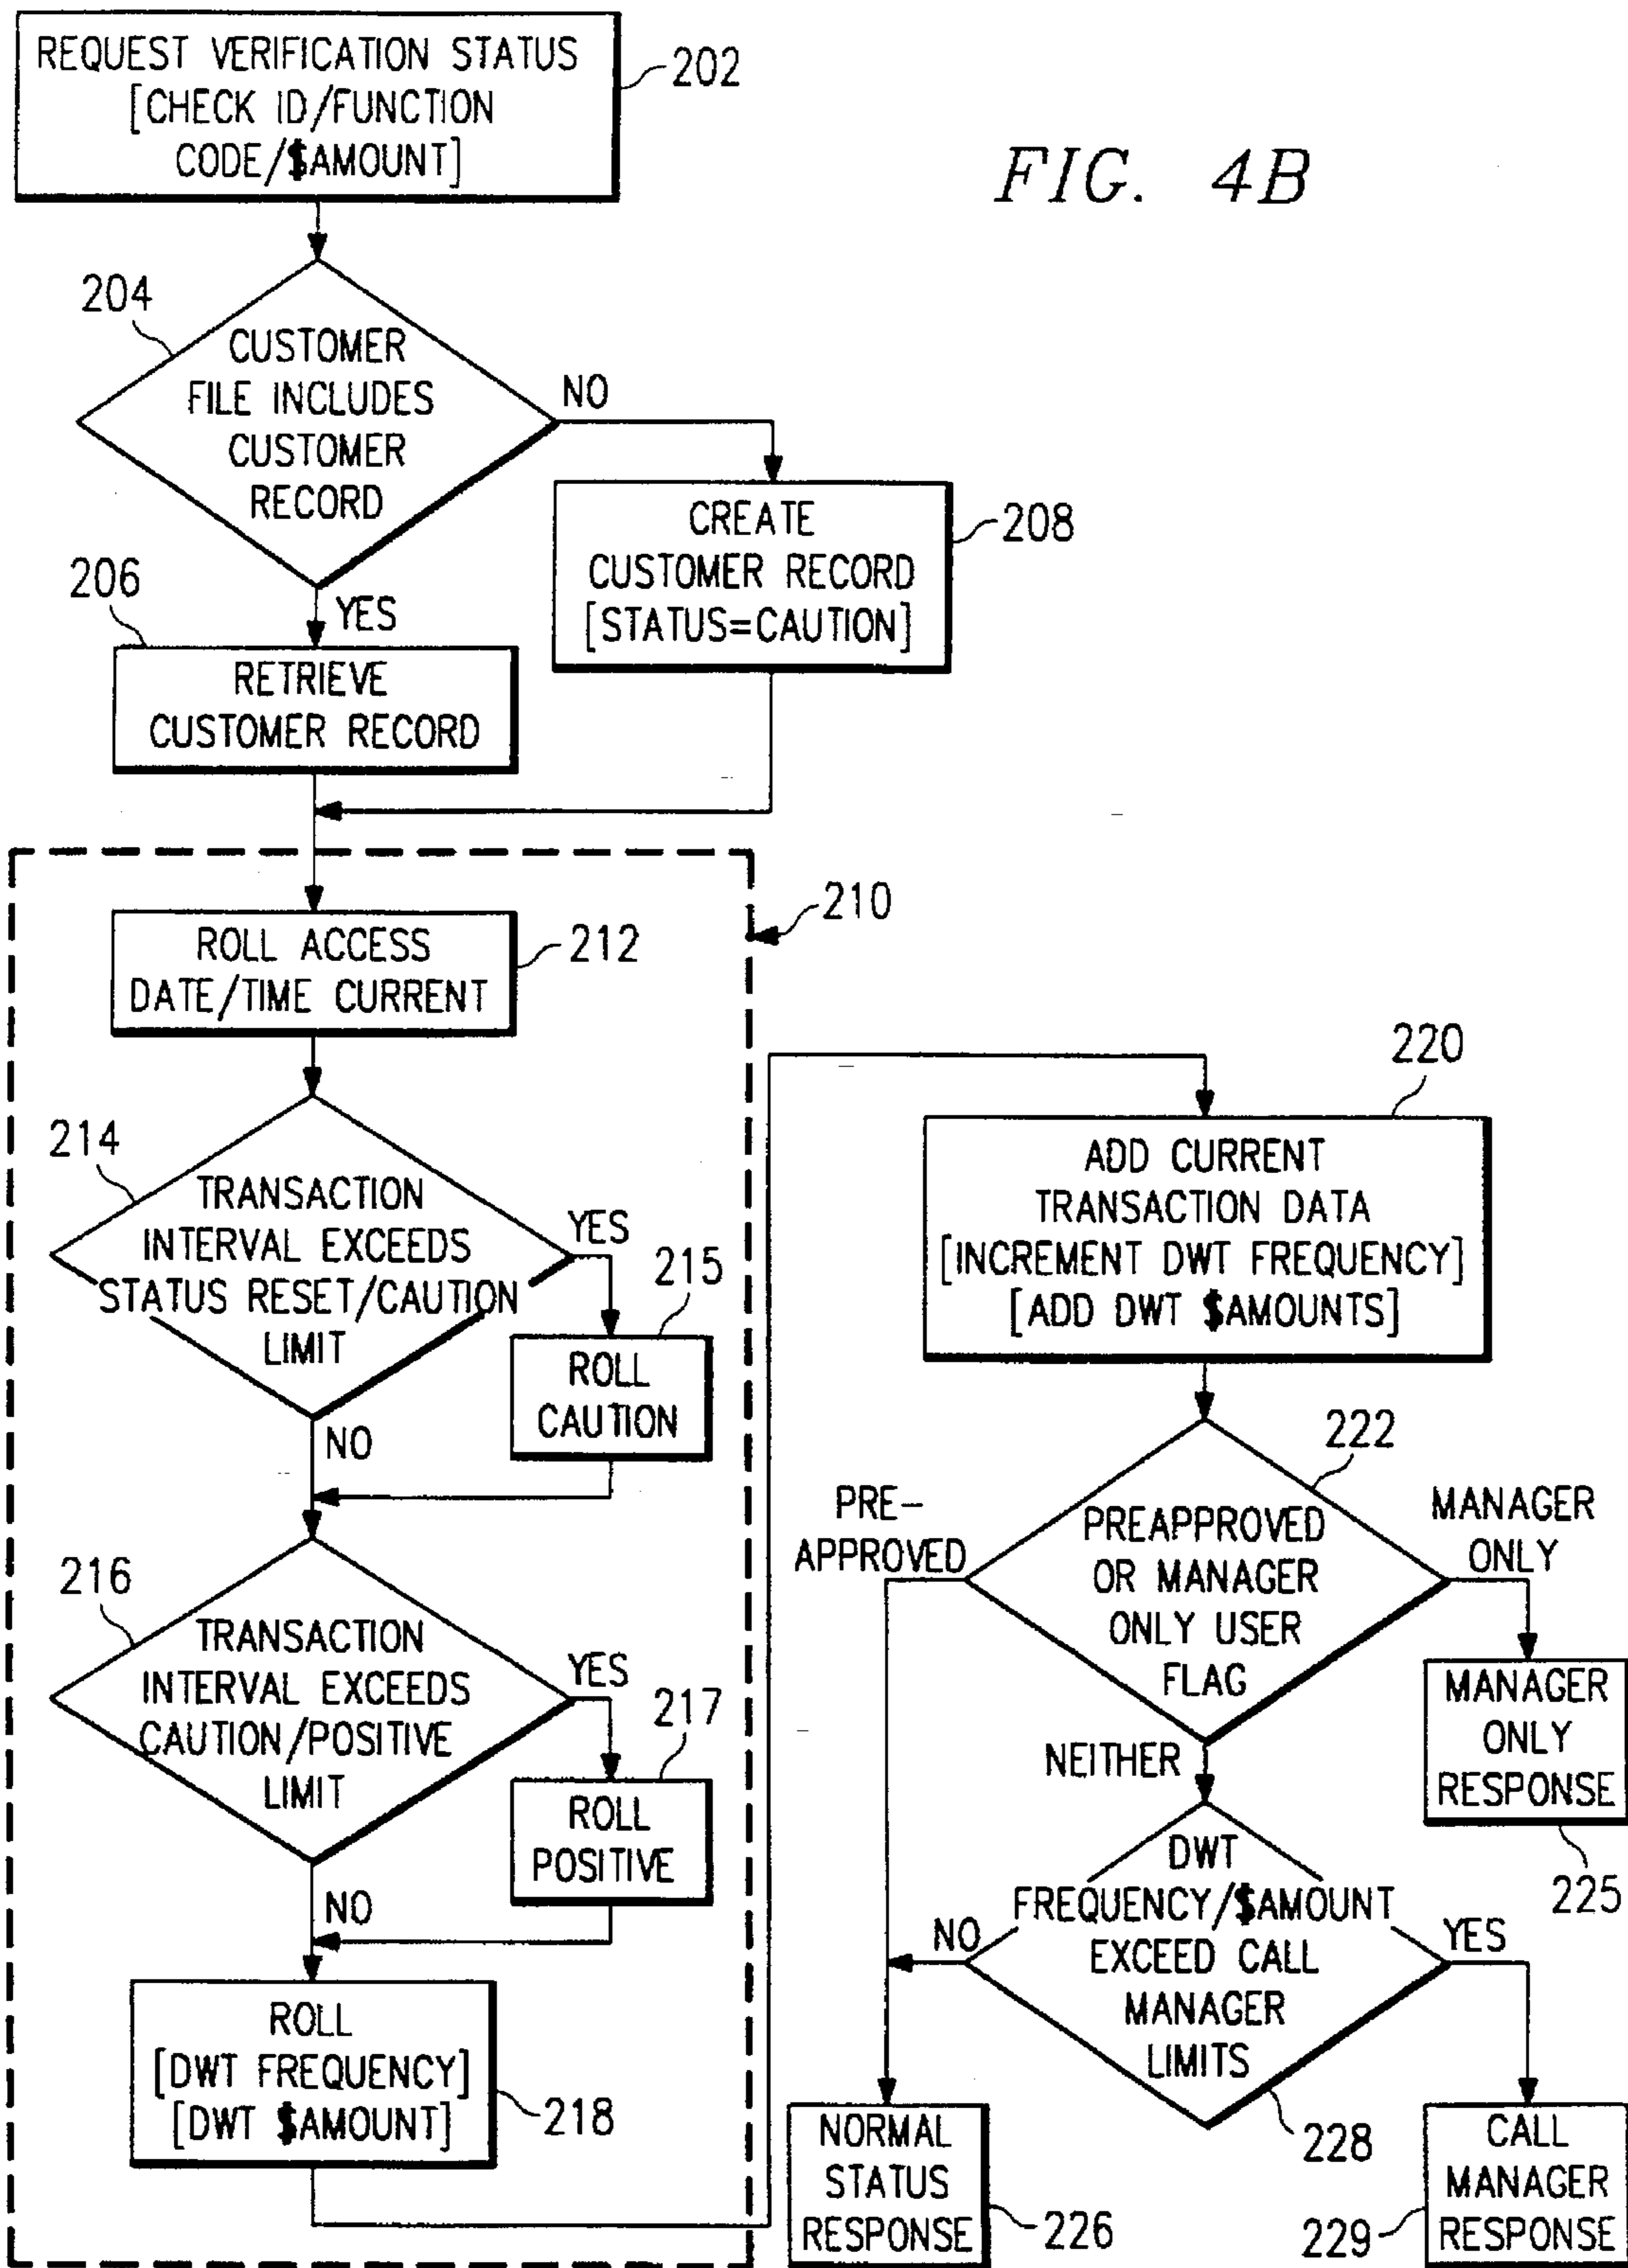 REQUEST VERIFICATION STATUS
[CHECK ID/FUNCTION
CODE/$AMOUNT]
202
FIG. 4B
204
CUSTOMER
FILE INCLUDES
CUSTOMER
RECORD
NO
YES
206
RETRIEVE
CUSTOMER RECORD
CREATE
CUSTOMER RECORD
[STATUS=CAUTION]
208
210
ROLL ACCESS
DATE/TIME CURRENT
212
214
TRANSACTION
INTERVAL EXCEEDS
STATUS RESET/CAUTION
LIMIT
YES
215
ROLL
CAUTION
NO
216
TRANSACTION
INTERVAL EXCEEDS
CAUTION/POSITIVE
LIMIT
YES
217
ROLL
POSITIVE
NO
ROLL
[DWT FREQUENCY]
[DWT $AMOUNT]
218
220
ADD CURRENT
TRANSACTION DATA
[INCREMENT DWT FREQUENCY]
[ADD DWT $AMOUNTS]
222
PRE-
APPROVED
PREAPPROVED
OR MANAGER
ONLY USER
FLAG
MANAGER
ONLY
MANAGER
ONLY
RESPONSE
225
NEITHER
DWT
FREQUENCY/$AMOUNT
EXCEED CALL
MANAGER
LIMITS
NO
YES
228
NORMAL
STATUS
RESPONSE
226
CALL
MANAGER
RESPONSE
229